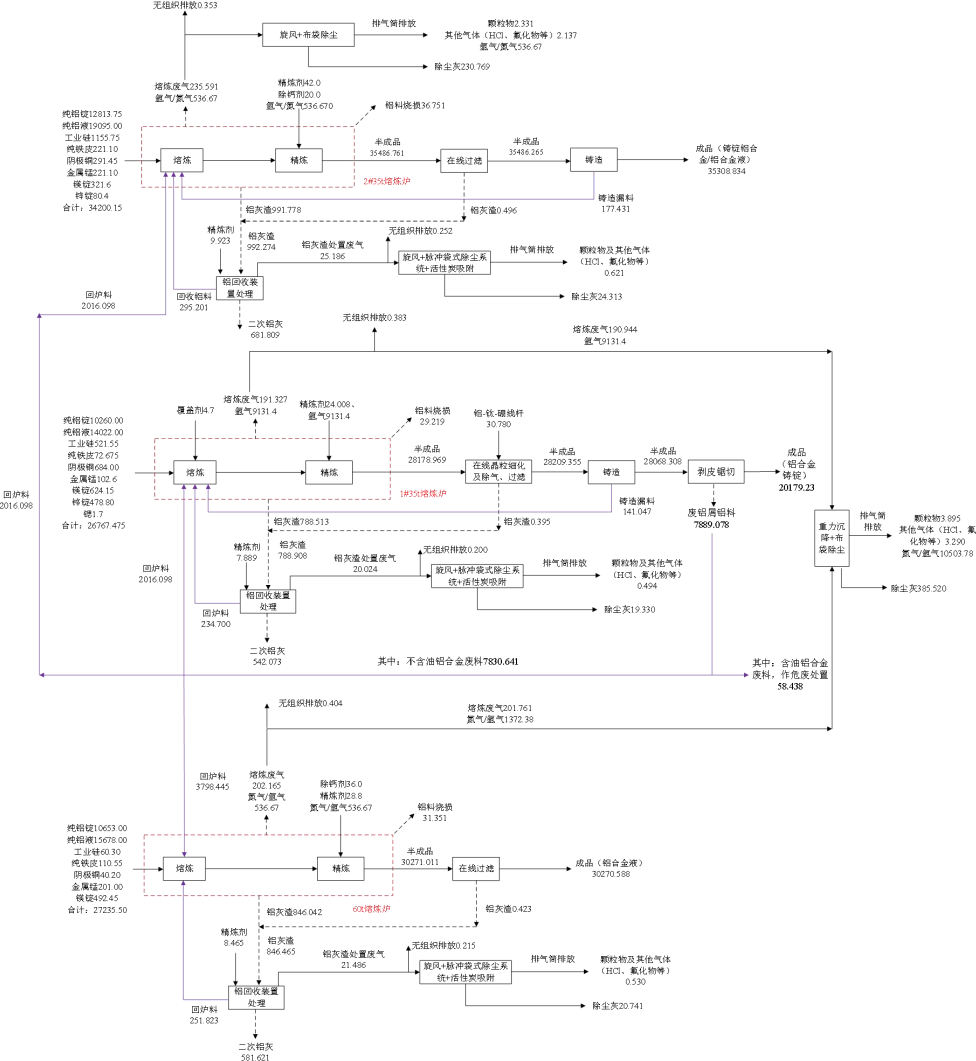 无组织排放0.353
旋风+布袋除尘
排气筒排放
颗粒物2.331
其他气体（HCl、氟化物等）2.137
氩气/氮气536.67
除尘灰230.769
熔炼废气235.591
氩气/氮气536.67
精炼剂42.0
除钙剂20.0
氩气/氮气536.670
铝料烧损36.751
纯铝锭12813.75
纯铝液19095.00
工业硅1155.75
纯铁皮221.10
阴极铜291.45
金属锰221.10
镁锭321.6
锌锭80.4
合计：34200.15
熔炼
精炼
2#35t熔炼炉
半成品
35486.761
在线过滤
半成品
35486.265
铸造
成品（铸锭铝合
金/铝合金液）
35308.834
铸造漏料
177.431
铝灰渣991.778
铝灰渣0.496
精炼剂
9.923
铝灰渣
992.274
铝灰渣处置废气
25.186
无组织排放0.252
旋风+脉冲袋式除尘系
统+活性炭吸附
排气筒排放
颗粒物及其他气体
（HCl、氟化物等）
0.621
除尘灰24.313
铝回收装
置处理
回收铝料
295.201
回炉料
2016.098
二次铝灰
681.809
无组织排放0.383
熔炼废气190.944
氩气9131.4
熔炼废气191.327
氩气9131.4
覆盖剂4.7
精炼剂24.008、
氩气9131.4
铝料烧损
29.219
铝-钛-硼线杆
30.780
纯铝锭10260.00
纯铝液14022.00
工业硅521.55
纯铁皮72.675
阴极铜684.00
金属锰102.6
镁锭624.15
锌锭478.80
锶1.7
合计：26767.475
熔炼
精炼
1#35t熔炼炉
半成品
28178.969
在线晶粒细化
及除气、过滤
半成品
28209.355
铸造
半成品
28068.308
剥皮锯切
成品
（铝合金
铸锭）
20179.23
铸造漏料
141.047
废铝屑铝料
7889.078
回炉料
2016.098
铝灰渣788.513
铝灰渣0.395
精炼剂
7.889
铝灰渣
788.908
铝灰渣处置废气
20.024
无组织排放0.200
旋风+脉冲袋式除尘系
统+活性炭吸附
排气筒排放
颗粒物及其他气体
（HCl、氟化物等）
0.494
除尘灰19.330
重力沉
降+布
袋除尘
排气筒
排放
颗粒物3.895
其他气体（HCl、氟
化物等）3.290
氮气/氩气10503.78
除尘灰385.520
回炉料
2016.098
铝回收装置
处理
回炉料
234.700
二次铝灰
542.073
其中：不含油铝合金废料7830.641
其中：含油铝合金
废料，作危废处置
58.438
无组织排放0.404
熔炼废气201.761
氮气/氩气1372.38
回炉料
3798.445
熔炼废气
202.165
氮气/氩气
536.67
除钙剂36.0
精炼剂28.8
氮气/氩气536.67
铝料烧损
31.351
纯铝锭10653.00
纯铝液15678.00
工业硅60.30
纯铁皮110.55
阴极铜40.20
金属锰201.00
镁锭492.45
合计：27235.50
熔炼
精炼
60t熔炼炉
半成品
30271.011
在线过滤
成品（铝合金液）
30270.588
铝灰渣846.042
铝灰渣0.423
精炼剂
8.465
铝灰渣
846.465
铝灰渣处置废气
21.486
无组织排放0.215
旋风+脉冲袋式除尘系
统+活性炭吸附
排气筒排放
颗粒物及其他气体
（HCl、氟化物等）
0.530
除尘灰20.741
铝回收装置
处理
回炉料
251.823
二次铝灰
581.621